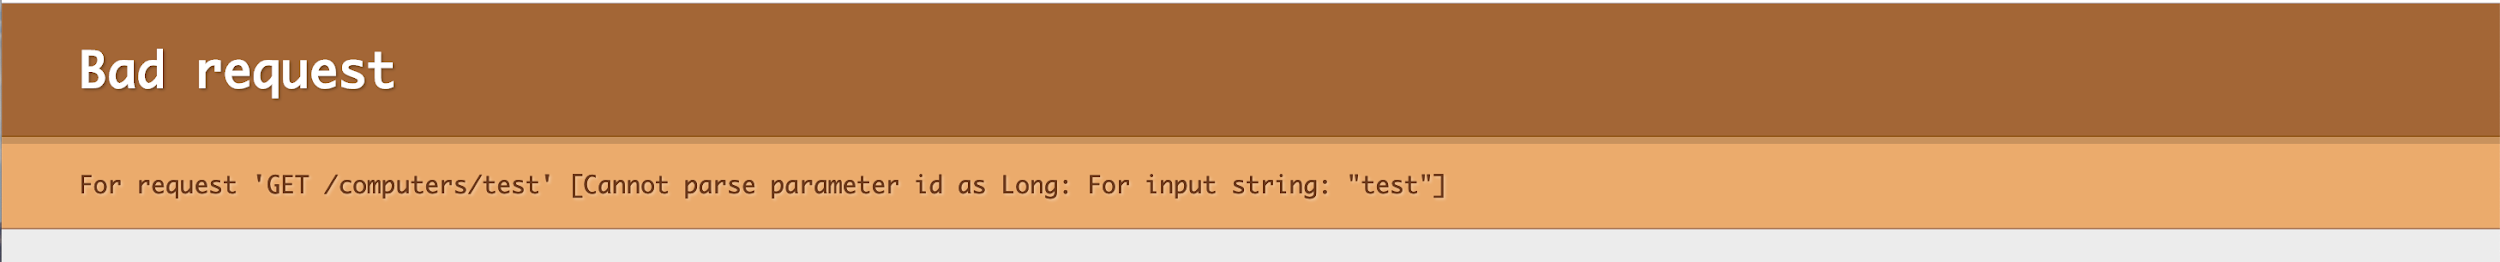 Bad request
For request 'GET /computers/test' [Cannot parse parameter id as Long: For input string: "test"]